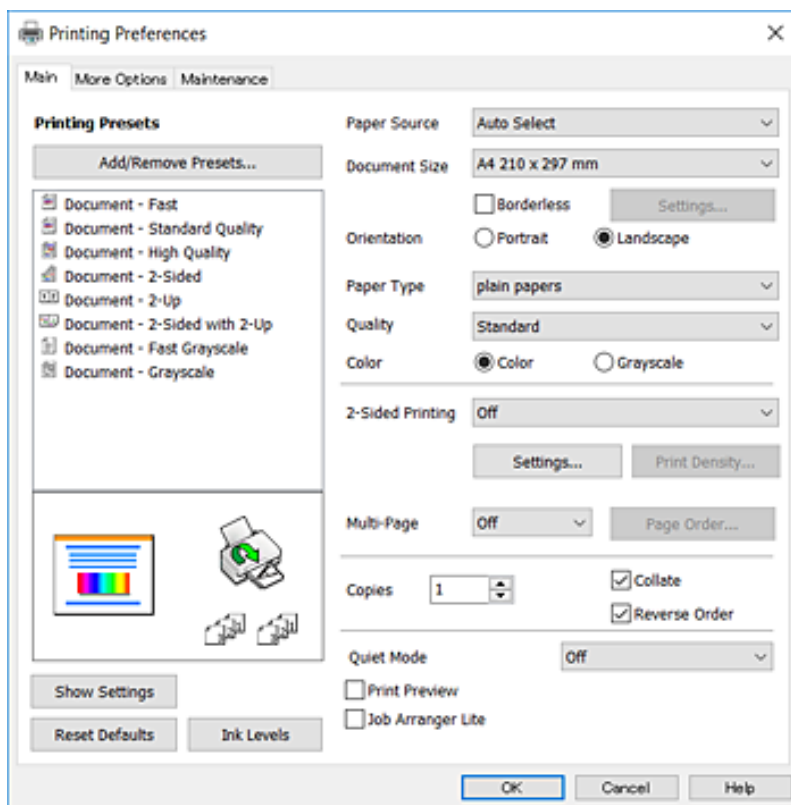 Printing Preferences
Main More Options Maintenance
Printing Presets
Add/Remove Presets...
Document - Fast
Document - Standard Quality
Document - High Quality
Document - 2-Sided
Document - 2-Up
Document - 2-Sided with 2-Up
Document - Fast Grayscale
Document - Grayscale
Show Settings
Reset Defaults Ink Levels
Paper Source Auto Select
Document Size A4 210 x 297 mm
Borderless Settings...
Orientation Portrait Landscape
Paper Type plain papers
Quality Standard
Color Color Grayscale
2-Sided Printing Off
Settings... Print Density...
Multi-Page Off Page Order...
Copies 1 Collate
Reverse Order
Quiet Mode Off
Print Preview
Job Arranger Lite
OK Cancel Help